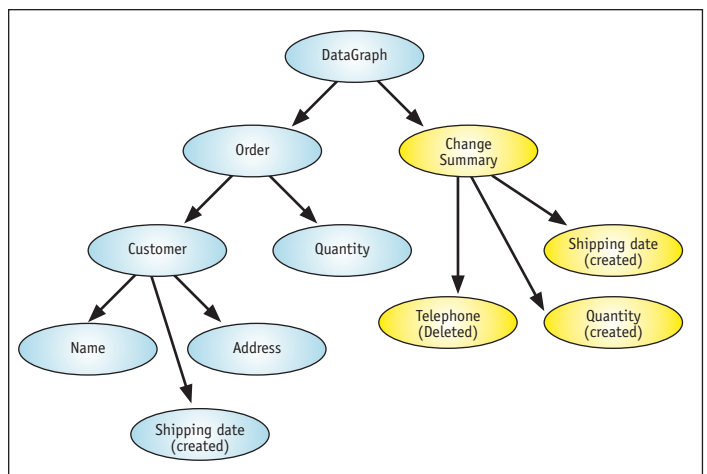 DataGraph
Order
Change
Summary
Customer
Quantity
Shipping date
(created)
Telephone
(Deleted)
Quantity
(created)
Name
Address
Shipping date
(created)